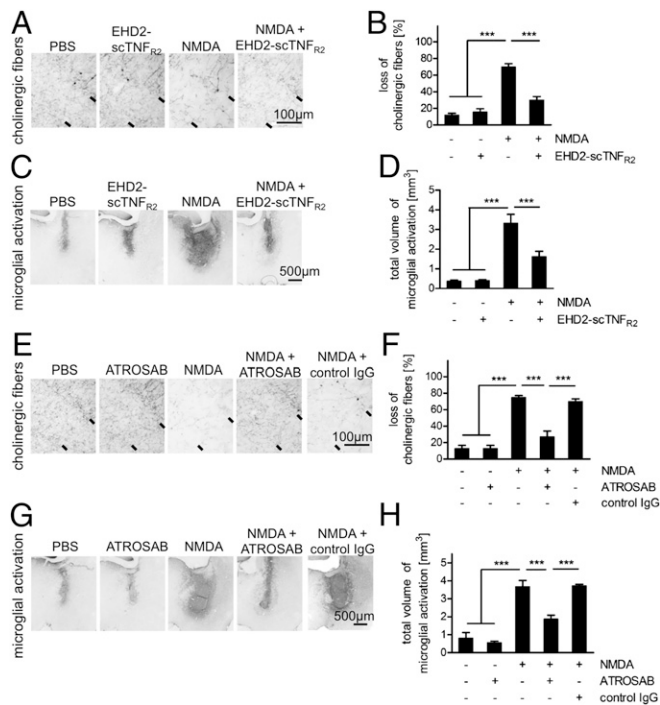 A
cholinergic fibers
PBS
EHD2-
scTNFR2
NMDA
NMDA +
EHD2-scTNFR2
100μm
B
loss of
cholinergic fibers [%]
100
80
60
40
20
0
*** ***
- - + + NMDA
- + - + EHD2-scTNFR2
C
microglial activation
PBS
EHD2-
scTNFR2
NMDA
NMDA +
EHD2-scTNFR2
500μm
D
total volume of
microglial activation [mm3]
5
4
3
2
1
0
*** ***
- - + + NMDA
- + - + EHD2-scTNFR2
E
cholinergic fibers
PBS
ATROSAB
NMDA
NMDA +
ATROSAB
NMDA +
control IgG
100μm
F
loss of
cholinergic fibers [%]
100
80
60
40
20
0
*** *** ***
- - + + + NMDA
- + - + - ATROSAB
- - - - + control IgG
G
microglial activation
PBS
ATROSAB
NMDA
NMDA +
ATROSAB
NMDA +
control IgG
500μm
H
total volume of
microglial activation [mm3]
6
4
2
0
*** *** ***
- - + + + NMDA
- + - + - ATROSAB
- - - - + control IgG